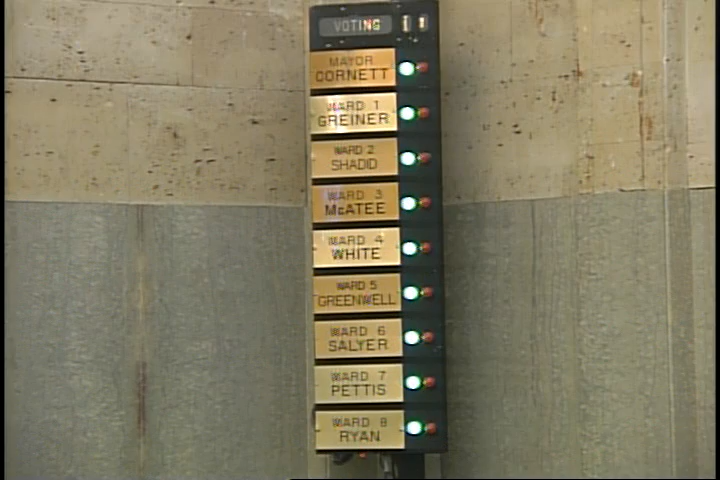 VOTING
MAYOR
CORNETT
WARD 1
GREINER
WARD 2
SHADID
WARD 3
McATEE
WARD 4
WHITE
WARD 5
GREENWELL
WARD 6
SALYER
WARD 7
PETTIS
WARD 8
RYAN